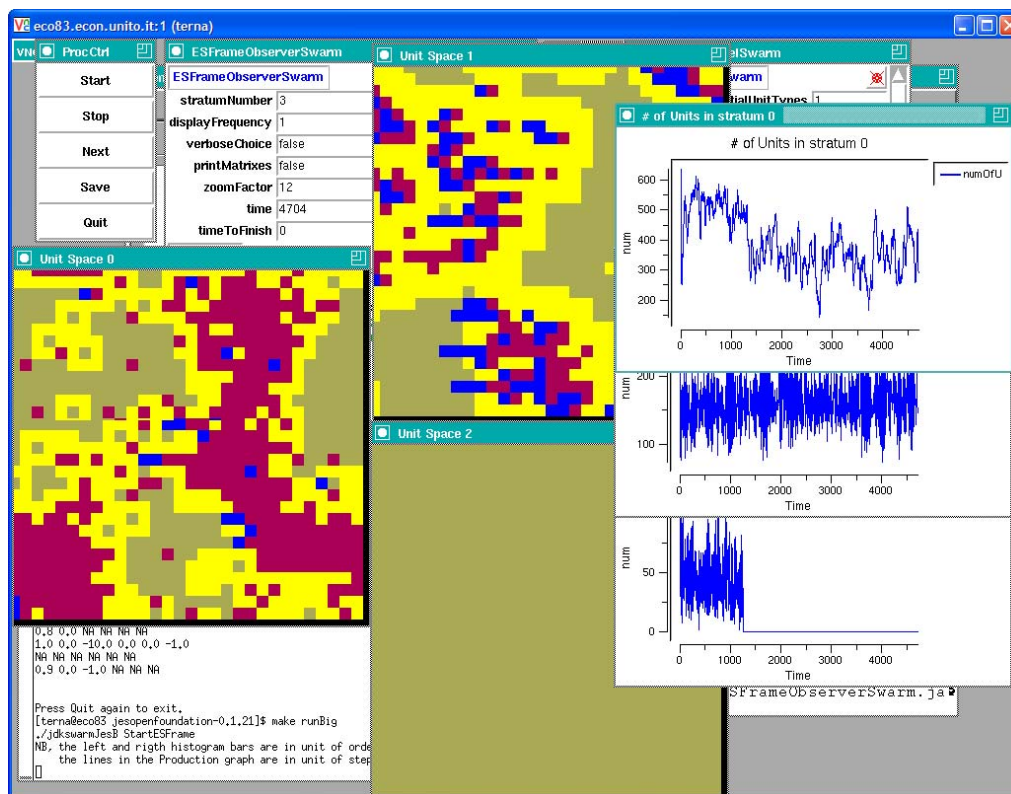 eco83.econ.unito.it:1 (terna)
ProcCtrl
Start
Stop
Next
Save
Quit
ESFrameObserverSwarm
ESFrameObserverSwarm
stratumNumber 3
displayFrequency 1
verboseChoice false
printMatrixes false
zoomFactor 12
time 4704
timeToFinish 0
Unit Space 1
elSwarm
warm
tialUnitTypes 1
# of Units in stratum 0
# of Units in stratum 0
numOfU
600
500
400
300
200
num
0 1000 2000 3000 4000
Time
200
100
num
0 1000 2000 3000 4000
Time
50
0
num
0 1000 2000 3000 4000
Time
Unit Space 0
Unit Space 2
0.8 0.0 NA NA NA NA
1.0 0.0 -10.0 0.0 0.0 -1.0
NA NA NA NA NA NA
0.9 0.0 -1.0 NA NA NA
Press Quit again to exit.
[terna@eco83 jesopenfoundation-0.1.21]$ make runBig
./jdkswarmJesB StartESFrame
NB, the left and rigth histogram bars are in unit of orde
the lines in the Production graph are in unit of step
SFrameObserverSwarm.ja